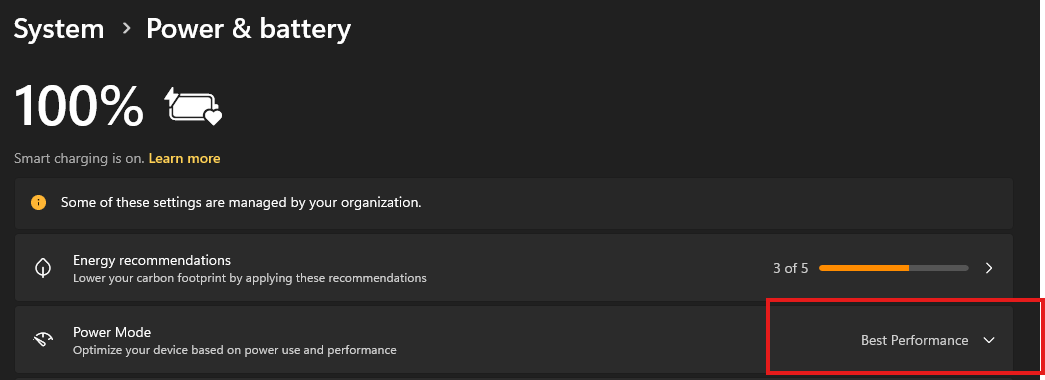 System > Power & battery
100%
Smart charging is on. Learn more
Some of these settings are managed by your organization.
Energy recommendations
Lower your carbon footprint by applying these recommendations
3 of 5
Power Mode
Optimize your device based on power use and performance
Best Performance